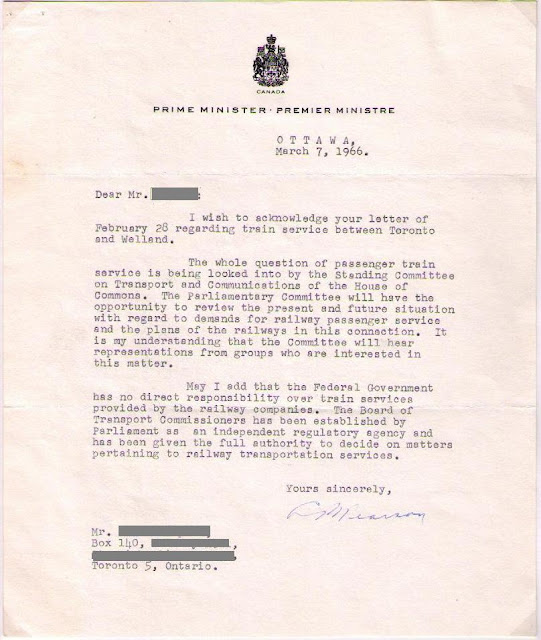 CANADA
PRIME MINISTER · PREMIER MINISTRE
OTTAWA,
March 7, 1966.
Dear Mr. :
I wish to acknowledge your letter of
February 28 regarding train service between Toronto
and Welland.
The whole question of passenger train
service is being looked into by the Standing Committee
on Transport and Communications of the House of
Commons. The Parliamentary Committee will have the
opportunity to review the present and future situation
with regard to demands for railway passenger service
and the plans of the railways in this connection. It
is my understanding that the Committee will hear
representations from groups who are interested in
this matter.
May I add that the Federal Government
has no direct responsibility over train services
provided by the railway companies. The Board of
Transport Commissioners has been established by
Parliament as an independent regulatory agency and
has been given the full authority to decide on matters
pertaining to railway transportation services.
Yours sincerely,
L B Pearson
Mr. ,
Box 140, ,
Toronto 5, Ontario.